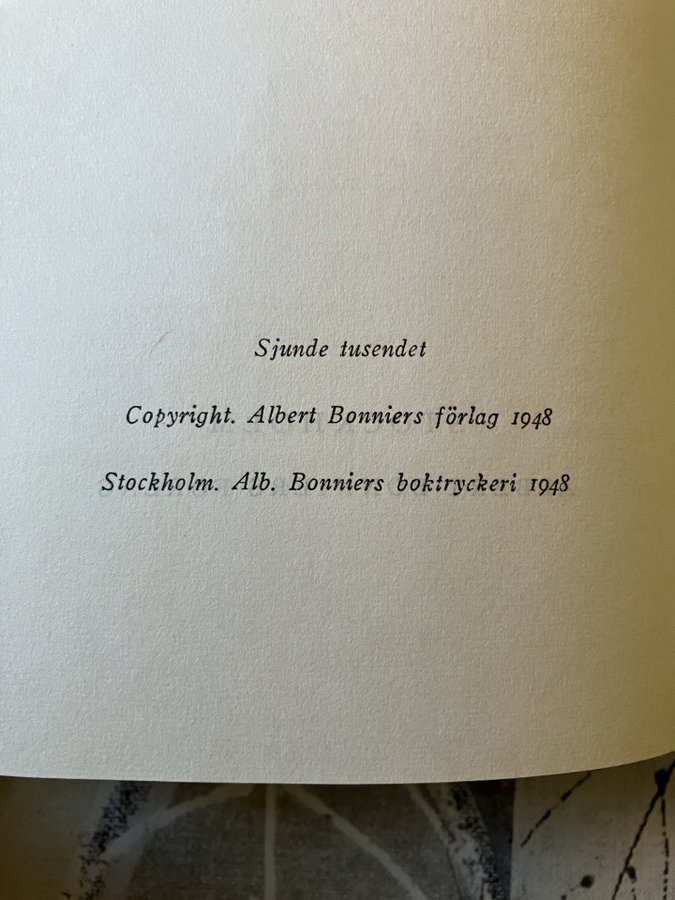 Sjunde tusendet
Copyright. Albert Bonniers förlag 1948
Stockholm. Alb. Bonniers boktryckeri 1948